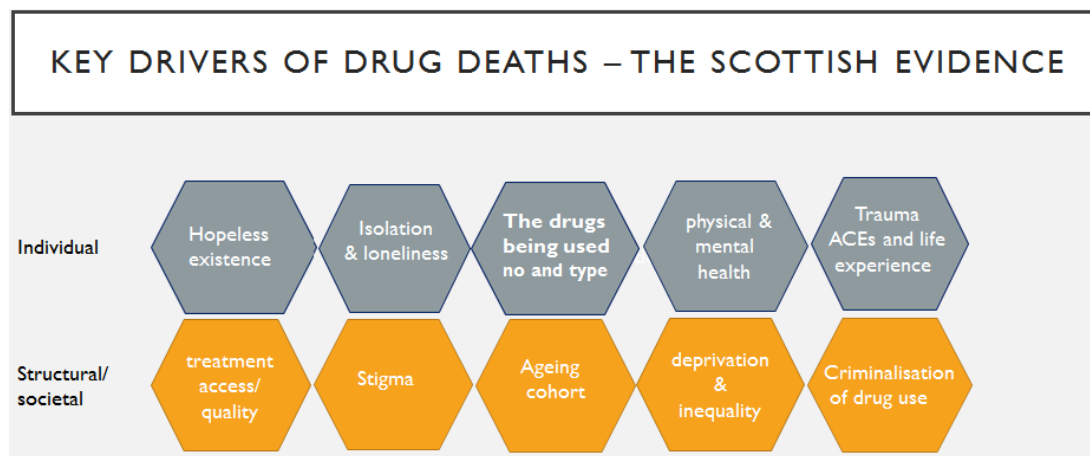 KEY DRIVERS OF DRUG DEATHS – THE SCOTTISH EVIDENCE
Individual
Hopeless
existence
Isolation
& loneliness
The drugs
being used
no and type
physical &
mental
health
Trauma
ACEs and life
experience
Structural/
societal
treatment
access/
quality
Stigma
Ageing
cohort
deprivation
&
inequality
Criminalisation
of drug use